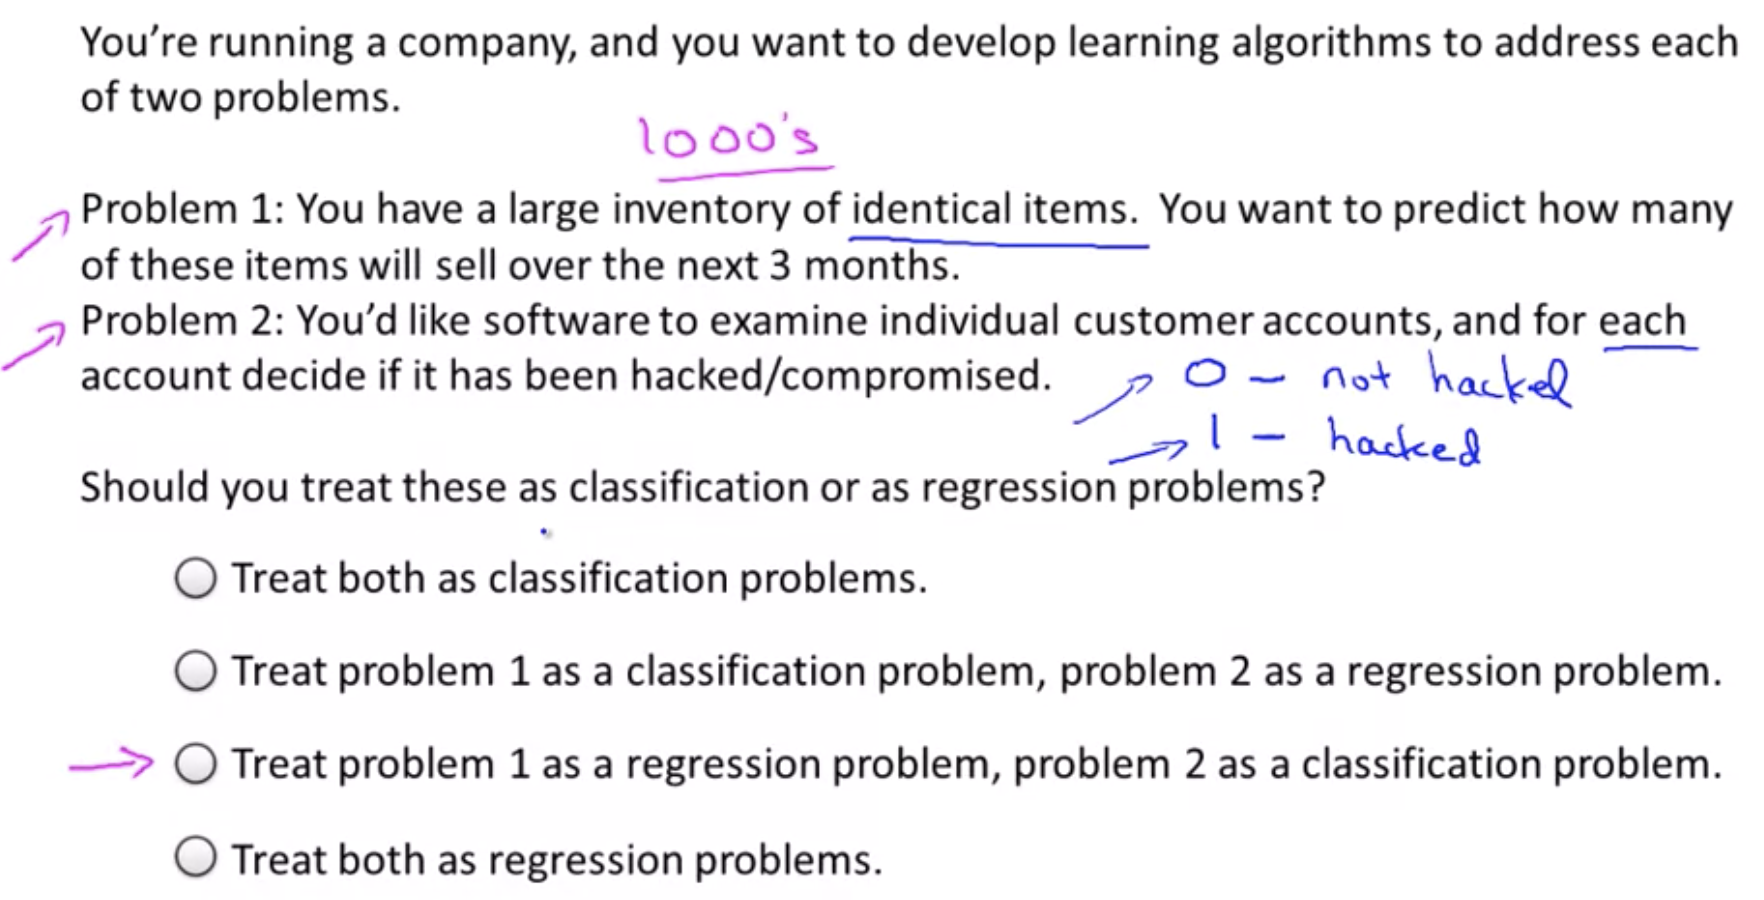 You're running a company, and you want to develop learning algorithms to address each
of two problems.
1000's
Problem 1: You have a large inventory of identical items. You want to predict how many
of these items will sell over the next 3 months.
Problem 2: You'd like software to examine individual customer accounts, and for each
account decide if it has been hacked/compromised.
0 - not hacked
1 - hacked
Should you treat these as classification or as regression problems?
Treat both as classification problems.
Treat problem 1 as a classification problem, problem 2 as a regression problem.
Treat problem 1 as a regression problem, problem 2 as a classification problem.
Treat both as regression problems.